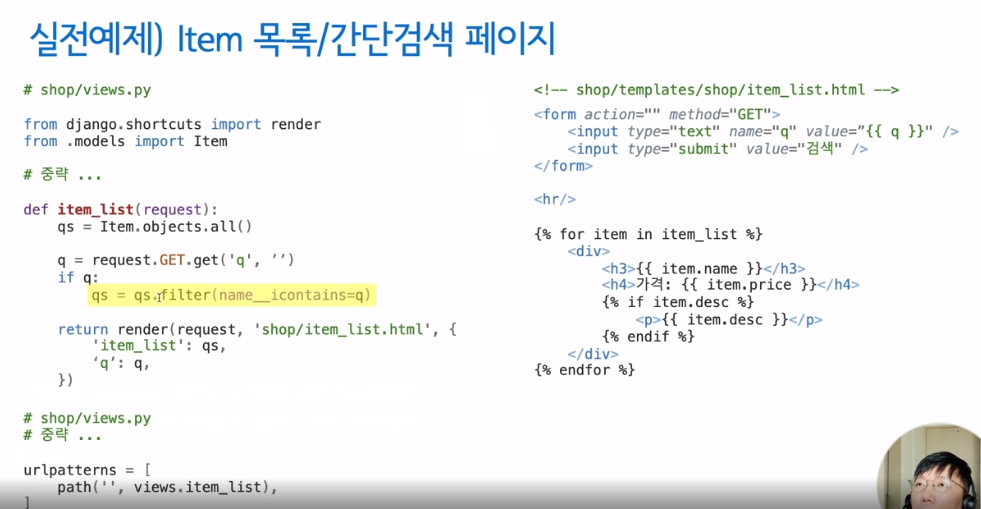 실전예제) Item 목록/간단검색 페이지
# shop/views.py
from django.shortcuts import render
from .models import Item
# 중략 ...
def item_list(request):
    qs = Item.objects.all()
    q = request.GET.get('q', ‘’)
    if q:
        qs = qs.filter(name__icontains=q)
    return render(request, 'shop/item_list.html', {
        'item_list': qs,
        ‘q’: q,
    })
# shop/views.py
# 중략 ...
urlpatterns = [
    path('', views.item_list),
]
<!-- shop/templates/shop/item_list.html -->
<form action="" method="GET">
    <input type="text" name="q" value=”{{ q }}" />
    <input type="submit" value="검색" />
</form>
<hr/>
{% for item in item_list %}
    <div>
        <h3>{{ item.name }}</h3>
        <h4>가격: {{ item.price }}</h4>
        {% if item.desc %}
            <p>{{ item.desc }}</p>
        {% endif %}
    </div>
{% endfor %}